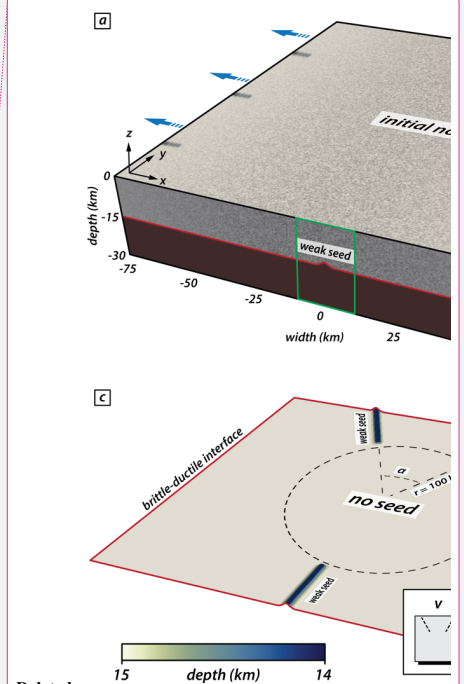 a
initial
z
y
x
0
-15
-30
depth (km)
weak seed
-75
-50
-25
0
25
width (km)
c
weak seed
brittle-ductile interface
α
r = 100
no seed
weak seed
V
15
14
depth (km)